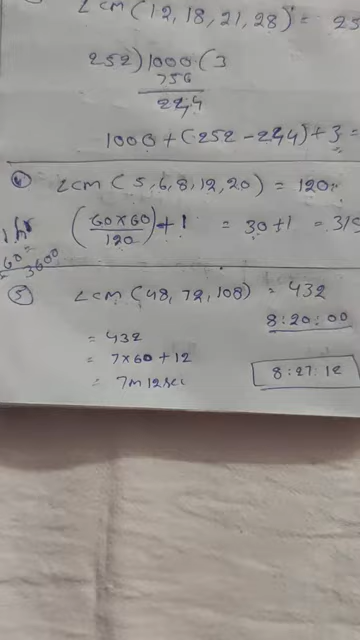 LCM (12, 18, 21, 28) = 25
252) 1000 (3
756
244
1000 + (252 - 244) + 3 =
4 LCM (5, 6, 8, 12, 20) = 120
1hr (60×60/120) + 1 = 30 + 1 = 31
60=
3600
5 LCM (48, 72, 108) = 432
8:20:00
= 432
= 7×60 + 12
8:27:12
= 7m 12sec